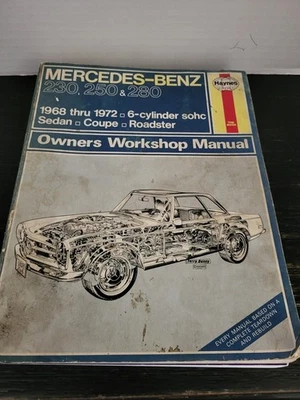 MERCEDES-BENZ
230, 250 & 280
Haynes
1968 thru 1972 □ 6-cylinder sohc
Sedan □ Coupe □ Roadster
Owners Workshop Manual
EVERY MANUAL BASED ON A
COMPLETE TEARDOWN
AND REBUILD